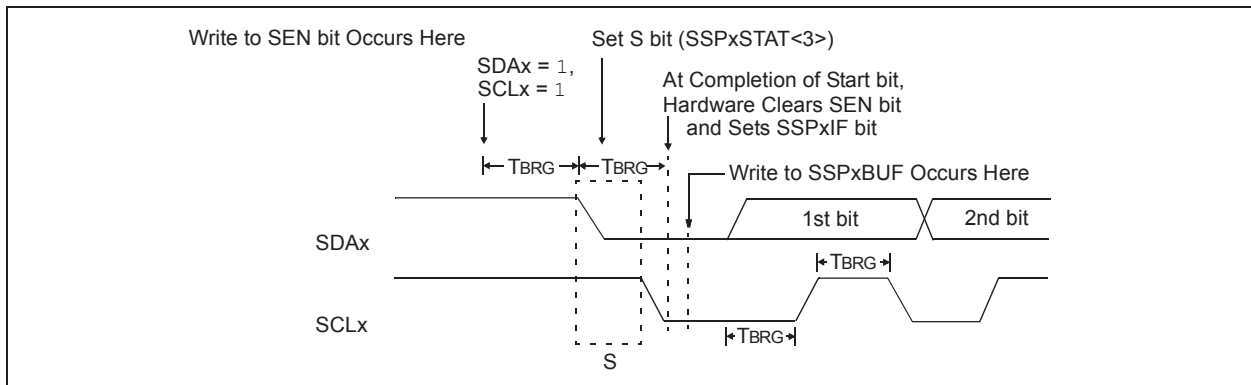 Write to SEN bit Occurs Here
Set S bit (SSPxSTAT<3>)
SDAx = 1,
SCLx = 1
At Completion of Start bit,
Hardware Clears SEN bit
and Sets SSPxIF bit
TBRG
TBRG
Write to SSPxBUF Occurs Here
1st bit
2nd bit
SDAx
TBRG
SCLx
TBRG
S